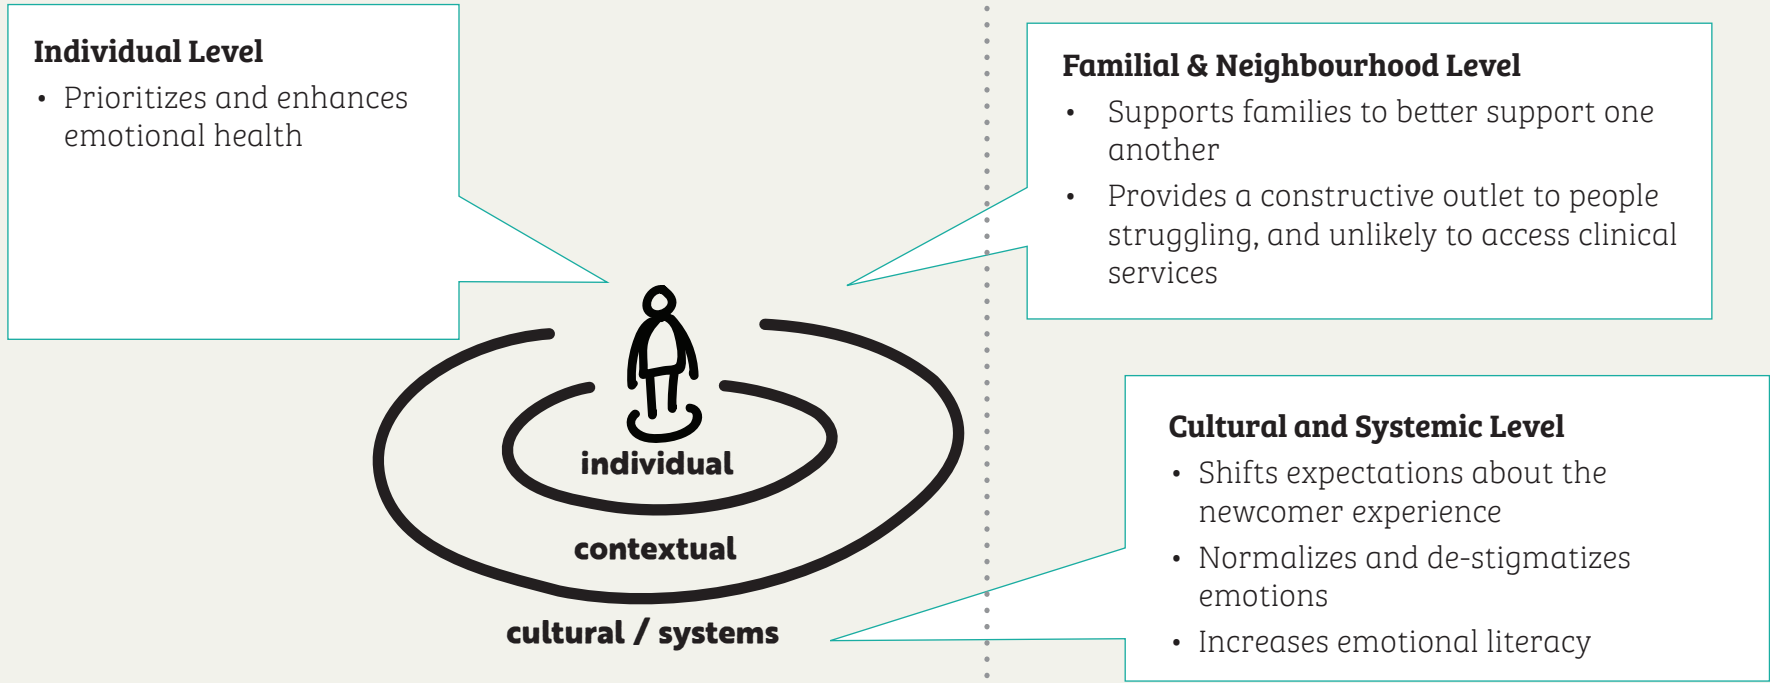 Individual Level
• Prioritizes and enhances
emotional health
Familial & Neighbourhood Level
• Supports families to better support one
another
• Provides a constructive outlet to people
struggling, and unlikely to access clinical
services
individual
contextual
cultural / systems
Cultural and Systemic Level
• Shifts expectations about the
newcomer experience
• Normalizes and de-stigmatizes
emotions
• Increases emotional literacy